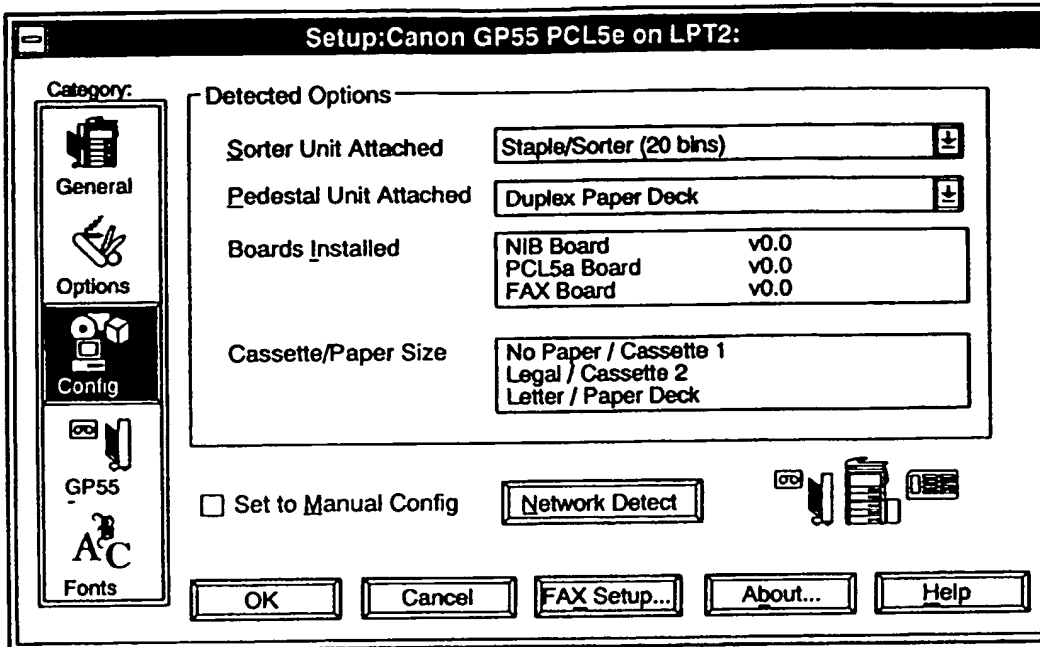 Setup:Canon GP55 PCL5e on LPT2:
Category:
General
Options
Config
GP55
Fonts
Detected Options
Sorter Unit Attached
Staple/Sorter (20 bins)
Pedestal Unit Attached
Duplex Paper Deck
Boards Installed
NIB Board v0.0
PCL5a Board v0.0
FAX Board v0.0
Cassette/Paper Size
No Paper / Cassette 1
Legal / Cassette 2
Letter / Paper Deck
Set to Manual Config
Network Detect
OK
Cancel
FAX Setup...
About...
Help